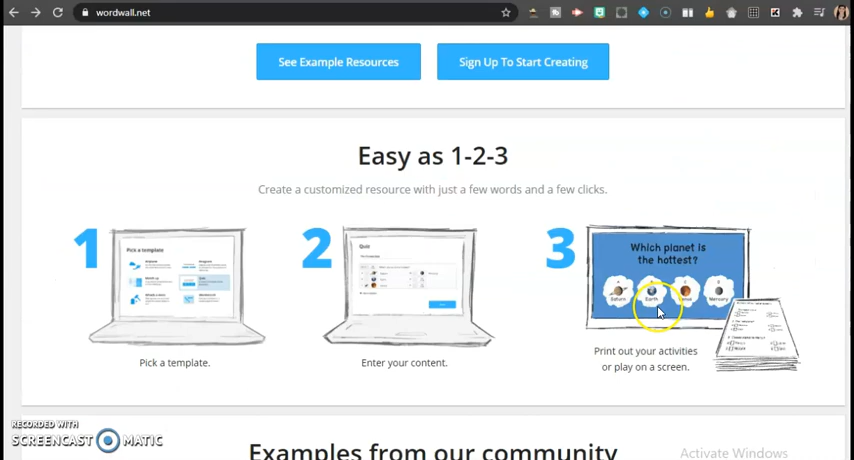 wordwall.net
See Example Resources
Sign Up To Start Creating
Easy as 1-2-3
Create a customized resource with just a few words and a few clicks.
1
2
3
Pick a template
Quiz
Quiz
Which planet is
the hottest?
Saturn
Earth
Mercury
Pick a template.
Enter your content.
Print out your activities
or play on a screen.
RECORDED WITH
SCREENCAST MATIC
Examples from our community
Activate Windows